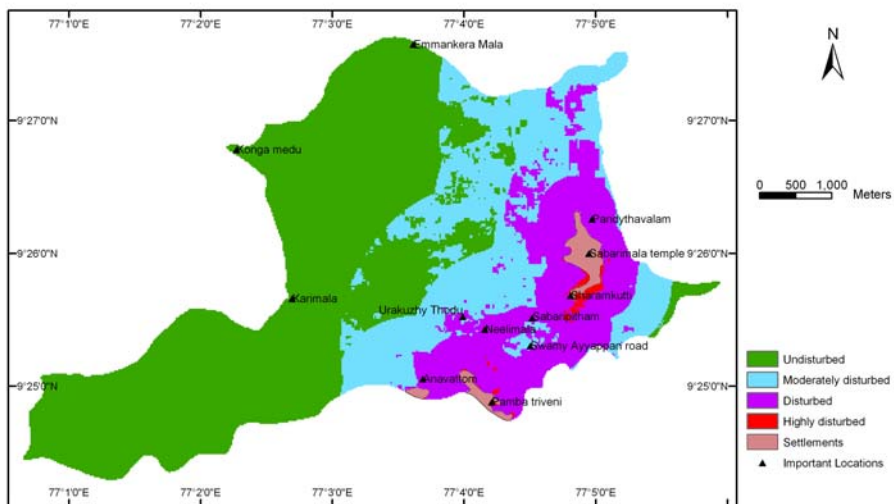 77°1'0"E 77°2'0"E 77°3'0"E 77°4'0"E 77°5'0"E
N
Emmankera Mala
9°27'0"N 9°27'0"N
Konga medu
0 500 1,000 Meters
Pandythavalam
9°26'0"N Sabarimala temple 9°26'0"N
Karimala Sharamkutti
Urakuzhy Thodu Sabaripitham
Neelimala
Swamy Ayyappan road
Undisturbed
Anavattom 9°25'0"N
9°25'0"N Moderately disturbed
Pamba triveni Disturbed
Highly disturbed
Settlements
Important Locations
77°1'0"E 77°2'0"E 77°3'0"E 77°4'0"E 77°5'0"E